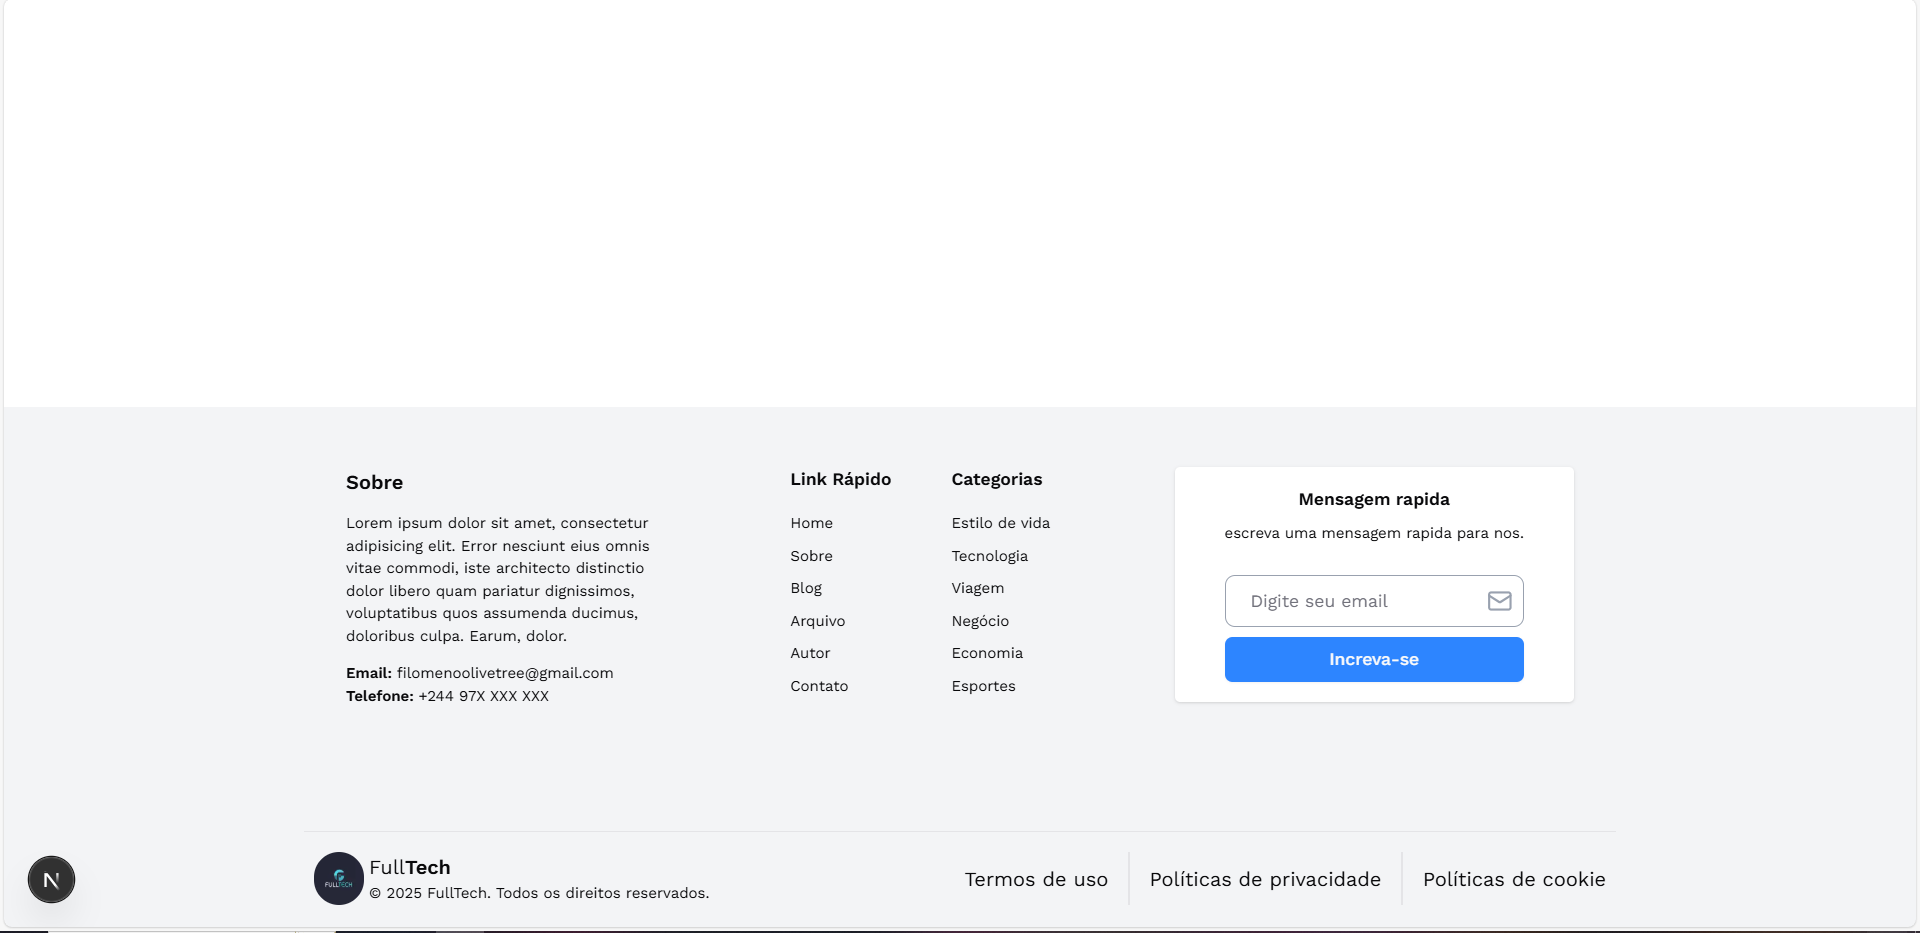 Sobre
Lorem ipsum dolor sit amet, consectetur
adipisicing elit. Error nesciunt eius omnis
vitae commodi, iste architecto distinctio
dolor libero quam pariatur dignissimos,
voluptatibus quos assumenda ducimus,
doloribus culpa. Earum, dolor.
Email: filomenoolivetree@gmail.com
Telefone: +244 97X XXX XXX
Link Rápido
Home
Sobre
Blog
Arquivo
Autor
Contato
Categorias
Estilo de vida
Tecnologia
Viagem
Negócio
Economia
Esportes
Mensagem rapida
escreva uma mensagem rapida para nos.
Digite seu email
Increva-se
N
FULLTECH
FullTech
© 2025 FullTech. Todos os direitos reservados.
Termos de uso
Políticas de privacidade
Políticas de cookie